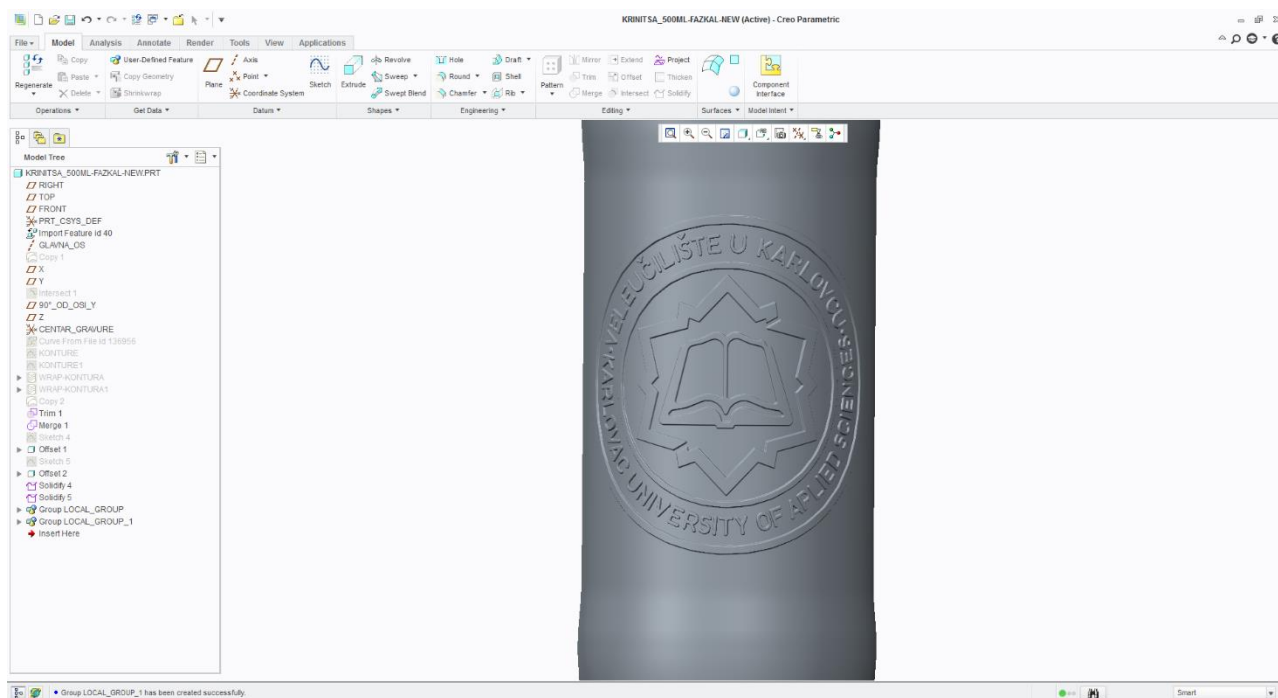 KRINITSA_500ML-FAZKAL-NEW (Active) - Creo Parametric
File Model Analysis Annotate Render Tools View Applications
Regenerate
Copy
Paste
Delete
User-Defined Feature
Copy Geometry
Shrinkwrap
Plane
Axis
Point
Coordinate System
Sketch
Extrude
Revolve
Sweep
Swept Blend
Hole
Round
Chamfer
Draft
Shell
Rib
Pattern
Mirror
Trim
Merge
Extend
Offset
Intersect
Project
Thicken
Solidify
Component
Interface
Operations Get Data Datum Shapes Engineering Editing Surfaces Model Intent
Model Tree
KRINITSA_500ML-FAZKAL-NEW.PRT
RIGHT
TOP
FRONT
PRT_CSYS_DEF
Import Feature id 40
GLAVNA_OS
Copy 1
X
Y
Intersect 1
90°_OD_OSI_Y
Z
CENTAR_GRAVURE
Curve From File id 136956
KONTURE
KONTURE1
WRAP-KONTURA
WRAP-KONTURA1
Copy 2
Trim 1
Merge 1
Sketch 4
Offset 1
Sketch 5
Offset 2
Solidify 4
Solidify 5
Group LOCAL_GROUP
Group LOCAL_GROUP_1
Insert Here
VELEUČILIŠTE U KARLOVCU
KARLOVAC UNIVERSITY OF APLIED SCIENCES
Group LOCAL_GROUP_1 has been created successfully.
Smart